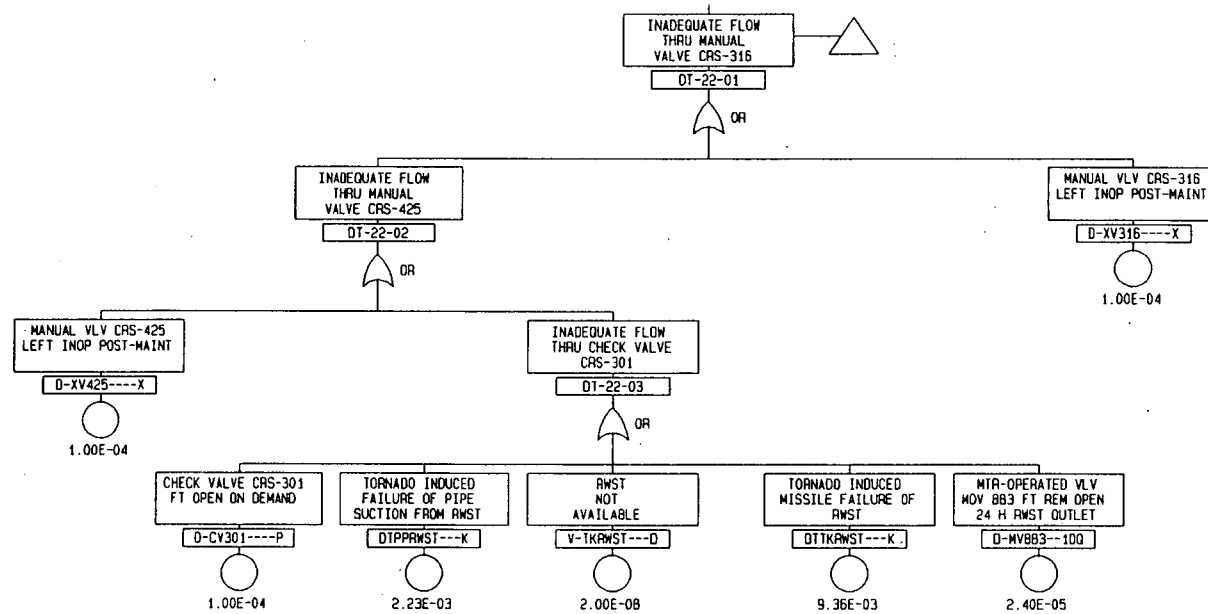 INADEQUATE FLOW
THRU MANUAL
VALVE CRS-316
DT-22-01
OR
INADEQUATE FLOW
THRU MANUAL
VALVE CRS-425
DT-22-02
OR
MANUAL VLV CRS-316
LEFT INOP POST-MAINT
D-XV316----X
1.00E-04
MANUAL VLV CRS-425
LEFT INOP POST-MAINT
D-XV425----X
1.00E-04
INADEQUATE FLOW
THRU CHECK VALVE
CRS-301
DT-22-03
OR
CHECK VALVE CRS-301
FT OPEN ON DEMAND
D-CV301----P
1.00E-04
TORNADO INDUCED
FAILURE OF PIPE
SUCTION FROM RWST
DTPPRWST---K
2.23E-03
RWST
NOT
AVAILABLE
V-TKRWST---D
2.00E-08
TORNADO INDUCED
MISSILE FAILURE OF
RWST
DTTKRWST---K
9.36E-03
MTR-OPERATED VLV
MOV 883 FT REM OPEN
24 H RWST OUTLET
D-MV883--10Q
2.40E-05